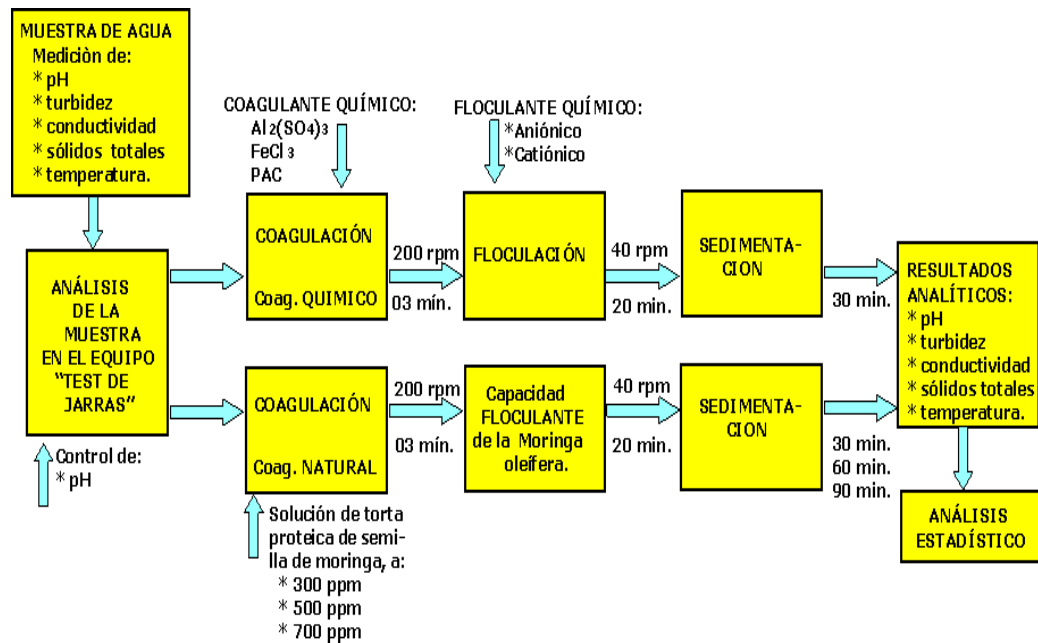 MUESTRA DE AGUA
Mediciòn de:
* pH
* turbidez
* conductividad
* sólidos totales
* temperatura.
COAGULANTE QUÍMICO:
Al2(SO4)3
FeCl3
PAC
FLOCULANTE QUÍMICO:
*Aniónico
*Catiónico
ANÁLISIS
DE LA
MUESTRA
EN EL EQUIPO
"TEST DE
JARRAS"
Control de:
* pH
COAGULACIÓN
Coag. QUIMICO
200 rpm
03 mín.
FLOCULACIÓN
40 rpm
20 min.
SEDIMENTA-
CION
30 min.
COAGULACIÓN
Coag. NATURAL
200 rpm
03 mín.
Capacidad
FLOCULANTE
de la Moringa
oleífera.
40 rpm
20 min.
SEDIMENTA-
CION
30 min.
60 min.
90 min.
Solución de torta
proteica de semi-
lla de moringa, a:
* 300 ppm
* 500 ppm
* 700 ppm
RESULTADOS
ANALÍTICOS:
* pH
* turbidez
* conductividad
* sólidos totales
* temperatura.
ANÁLISIS
ESTADÍSTICO